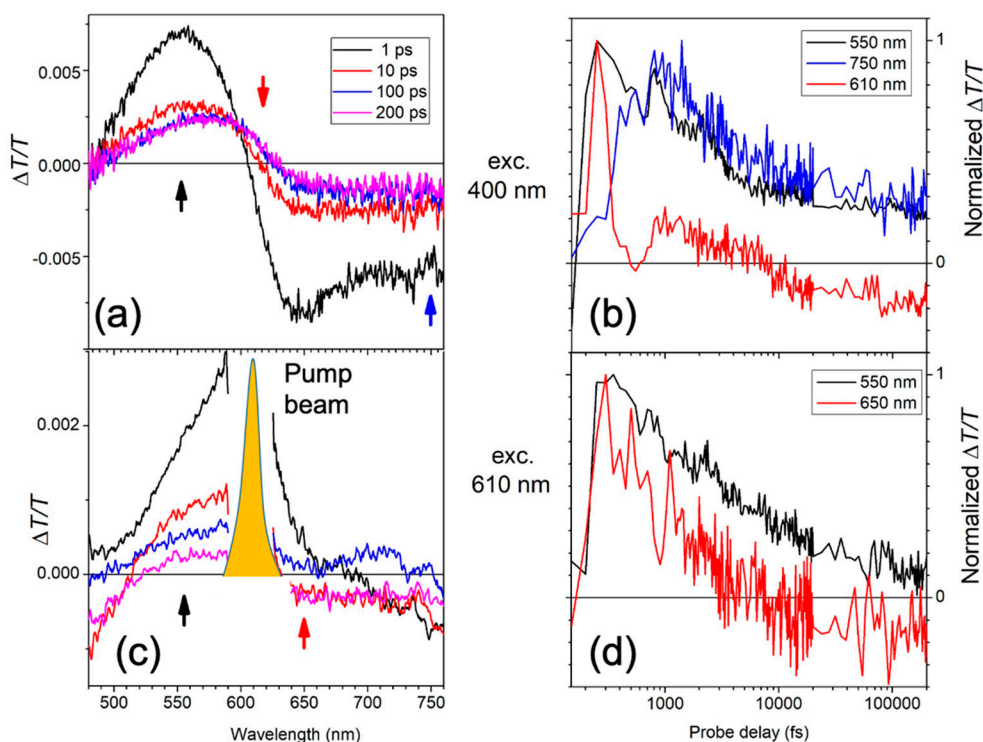 0.005
0.000
-0.005
ΔT/T
1 ps
10 ps
100 ps
200 ps
(a)
exc.
400 nm
550 nm
750 nm
610 nm
1
0
Normalized ΔT/T
(b)
0.002
0.000
ΔT/T
Pump
beam
(c)
500 550 600 650 700 750
Wavelength (nm)
exc.
610 nm
550 nm
650 nm
1
0
Normalized ΔT/T
(d)
1000 10000 100000
Probe delay (fs)